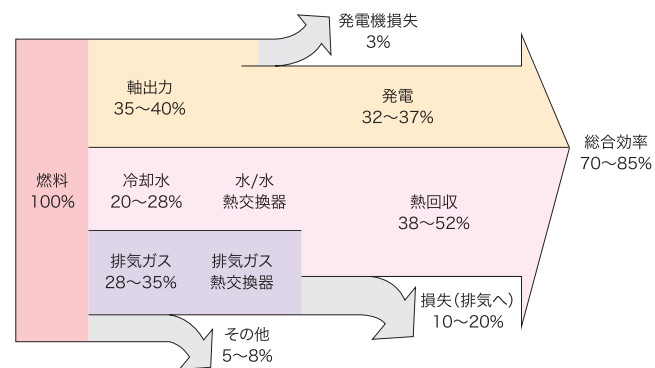 発電機損失
3%
軸出力
35〜40%
発電
32〜37%
総合効率
70〜85%
燃料
100%
冷却水
20〜28%
水/水
熱交換器
熱回収
38〜52%
排気ガス
28〜35%
排気ガス
熱交換器
損失(排気へ)
10〜20%
その他
5〜8%